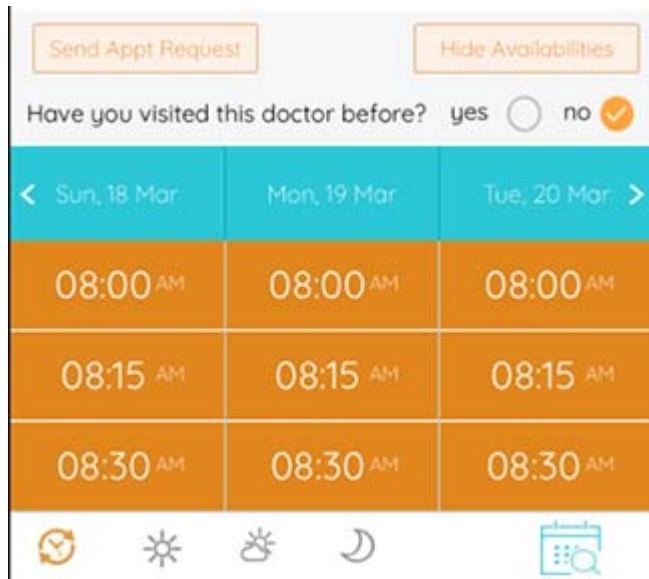 Send Appt Request Hide Availabilities
Have you visited this doctor before? yes no
Sun, 18 Mar Mon, 19 Mar Tue, 20 Mar
08:00 AM 08:00 AM 08:00 AM
08:15 AM 08:15 AM 08:15 AM
08:30 AM 08:30 AM 08:30 AM